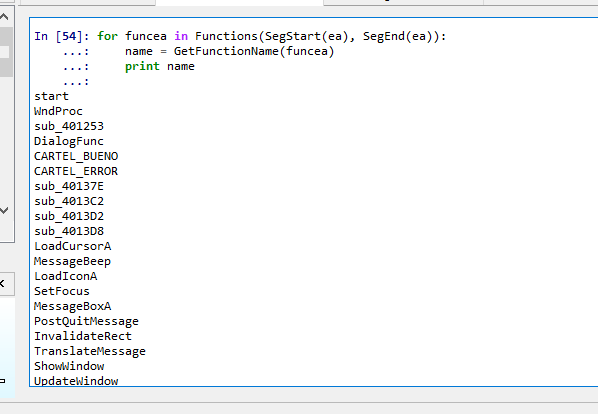 In [54]: for funcea in Functions(SegStart(ea), SegEnd(ea)):
    ...:     name = GetFunctionName(funcea)
    ...:     print name
    ...:
start
WndProc
sub_401253
DialogFunc
CARTEL_BUENO
CARTEL_ERROR
sub_40137E
sub_4013C2
sub_4013D2
sub_4013D8
LoadCursorA
MessageBeep
LoadIconA
SetFocus
MessageBoxA
PostQuitMessage
InvalidateRect
TranslateMessage
ShowWindow
UpdateWindow